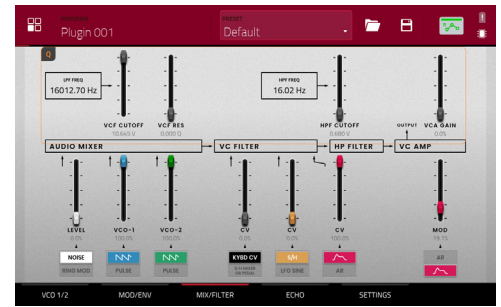 PRESET
Plugin 001
Default
Q
LPF FREQ
16012.70 Hz
HPF FREQ
16.02 Hz
VCF CUTOFF
VCF RES
HPF CUTOFF
OUTPUT
VCA GAIN
10.645 V
0.000 Q
0.680 V
0.0%
AUDIO MIXER
VC FILTER
HP FILTER
VC AMP
LEVEL
VCO-1
VCO-2
CV
CV
CV
MOD
0.0%
100.0%
100.0%
0.0%
0.0%
100.0%
19.1%
NOISE
KYBD CV
S/H
AR
RING MOD
PULSE
PULSE
S/H MIXER
OR PEDAL
LFO SINE
AR
VCO 1/2
MOD/ENV
MIX/FILTER
ECHO
SETTINGS